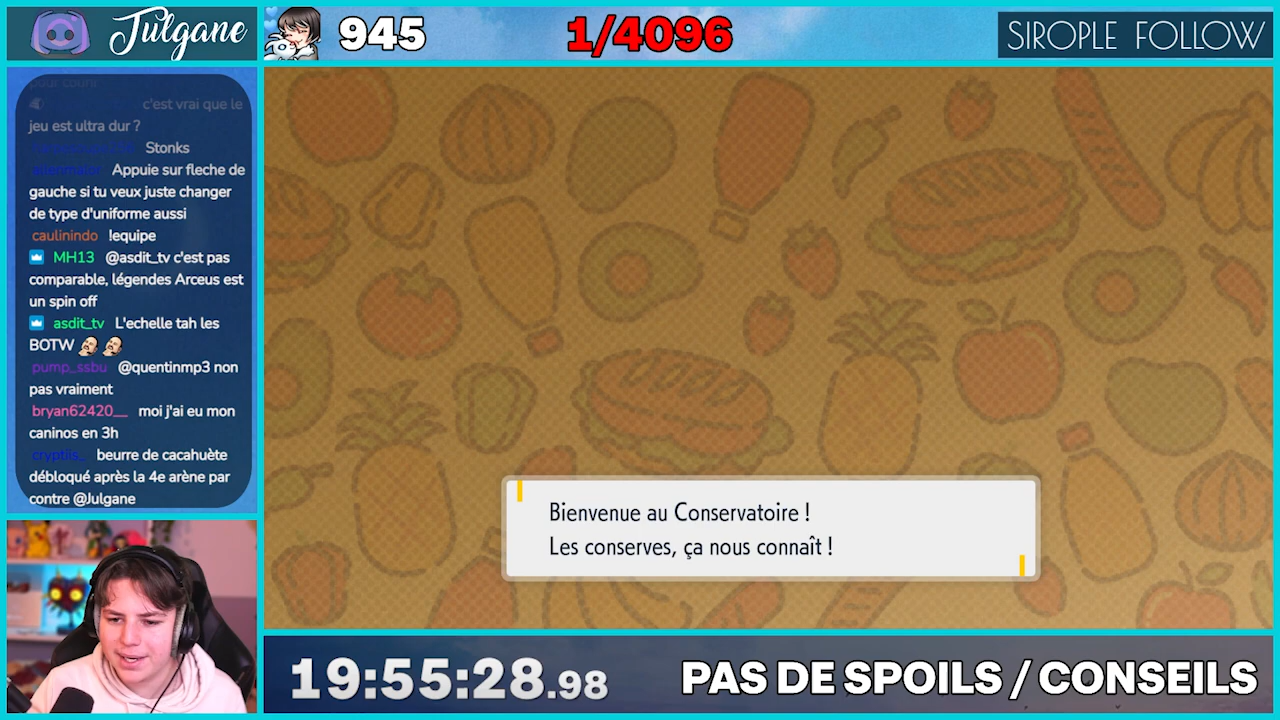 Julgane
945
1/4096
SIROPLE FOLLOW
pour courir
c'est vrai que le
jeu est ultra dur ?
Stonks
Appuie sur fleche de
gauche si tu veux juste changer
de type d'uniforme aussi
caulinindo !equipe
MH13 @asdit_tv c'est pas
comparable, légendes Arceus est
un spin off
asdit_tv L'echelle tah les
BOTW
pump_ssbu @quentinmp3 non
pas vraiment
bryan62420__ moi j'ai eu mon
caninos en 3h
cryptiis_ beurre de cacahuète
débloqué après la 4e arène par
contre @Julgane
Bienvenue au Conservatoire !
Les conserves, ça nous connaît !
19:55:28.98
PAS DE SPOILS / CONSEILS